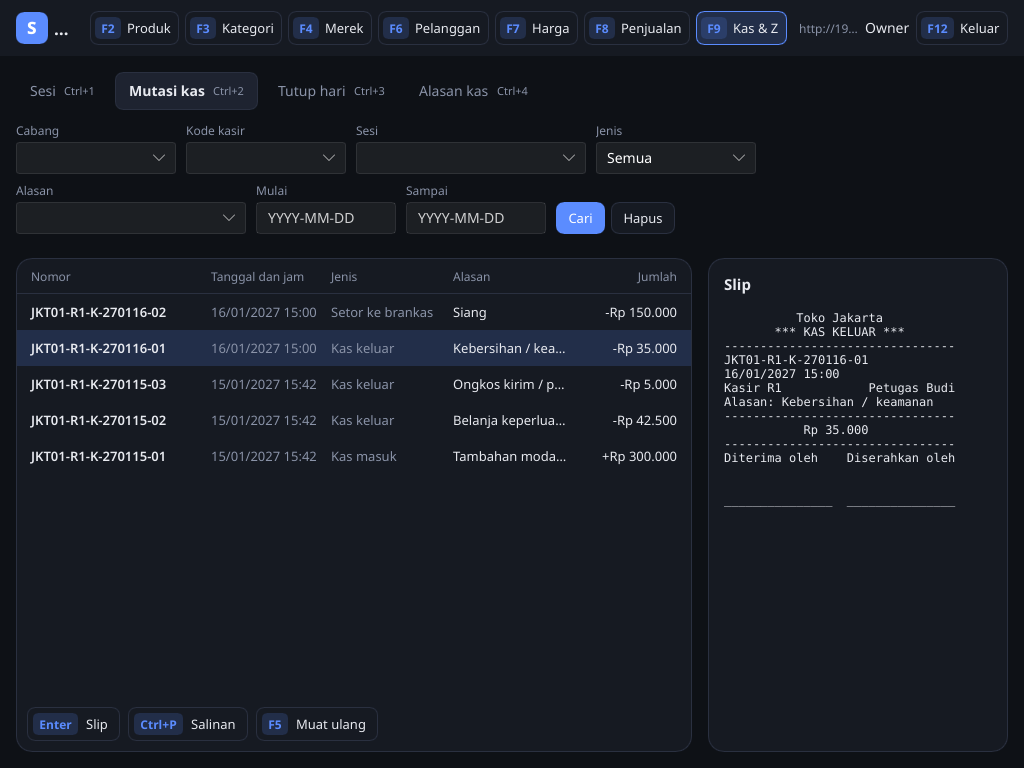 S ... F2 Produk F3 Kategori F4 Merek F6 Pelanggan F7 Harga F8 Penjualan F9 Kas & Z http://19... Owner F12 Keluar
Sesi Ctrl+1 Mutasi kas Ctrl+2 Tutup hari Ctrl+3 Alasan kas Ctrl+4
Cabang Kode kasir Sesi Jenis
Semua
Alasan Mulai Sampai
YYYY-MM-DD YYYY-MM-DD Cari Hapus
Nomor Tanggal dan jam Jenis Alasan Jumlah
JKT01-R1-K-270116-02 16/01/2027 15:00 Setor ke brankas Siang -Rp 150.000
JKT01-R1-K-270116-01 16/01/2027 15:00 Kas keluar Kebersihan / kea... -Rp 35.000
JKT01-R1-K-270115-03 15/01/2027 15:42 Kas keluar Ongkos kirim / p... -Rp 5.000
JKT01-R1-K-270115-02 15/01/2027 15:42 Kas keluar Belanja keperlua... -Rp 42.500
JKT01-R1-K-270115-01 15/01/2027 15:42 Kas masuk Tambahan moda... +Rp 300.000
Enter Slip Ctrl+P Salinan F5 Muat ulang
Slip
Toko Jakarta
*** KAS KELUAR ***
--------------------------------
JKT01-R1-K-270116-01
16/01/2027 15:00
Kasir R1 Petugas Budi
Alasan: Kebersihan / keamanan
--------------------------------
Rp 35.000
--------------------------------
Diterima oleh Diserahkan oleh
_______________ _______________